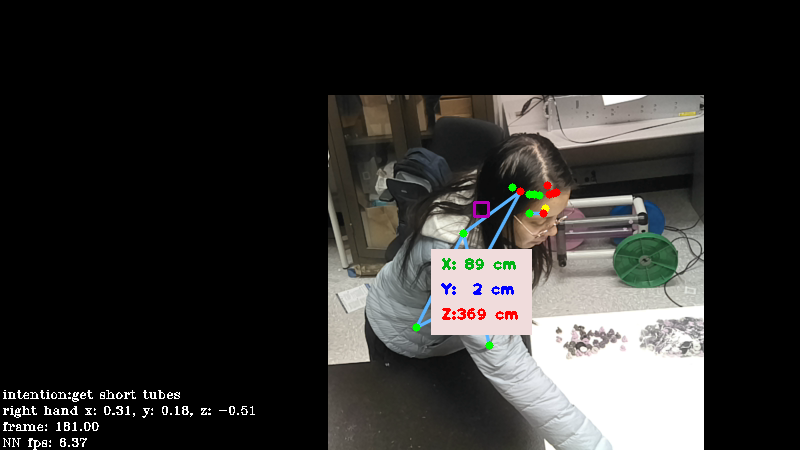 X: 89 cm
Y: 2 cm
Z:369 cm
intention:get short tubes
right hand x: 0.31, y: 0.18, z: −0.51
frame: 181.00
NN fps: 6.37